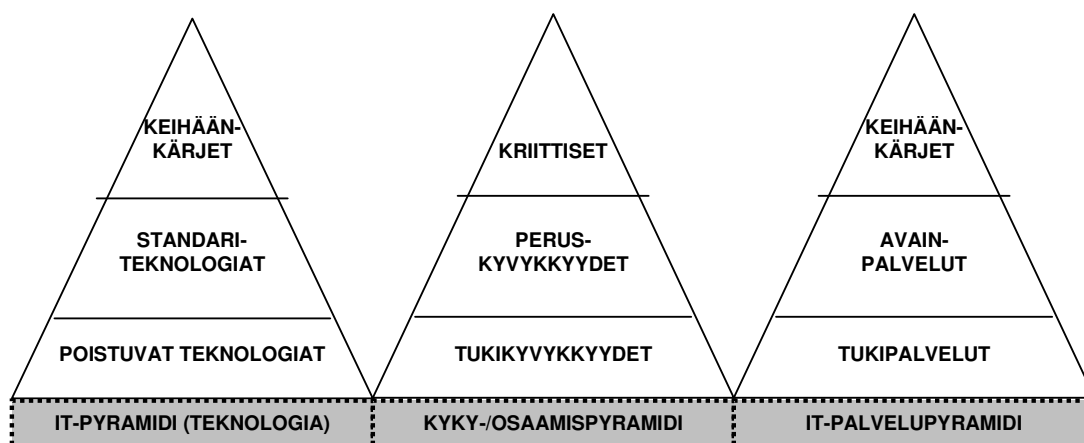 KEIHÄÄN-
KÄRJET
STANDARI-
TEKNOLOGIAT
POISTUVAT TEKNOLOGIAT
IT-PYRAMIDI (TEKNOLOGIA)
KRIITTISET
PERUS-
KYVYKKYYDET
TUKIKYVYKKYYDET
KYKY-/OSAAMISPYRAMIDI
KEIHÄÄN-
KÄRJET
AVAIN-
PALVELUT
TUKIPALVELUT
IT-PALVELUPYRAMIDI